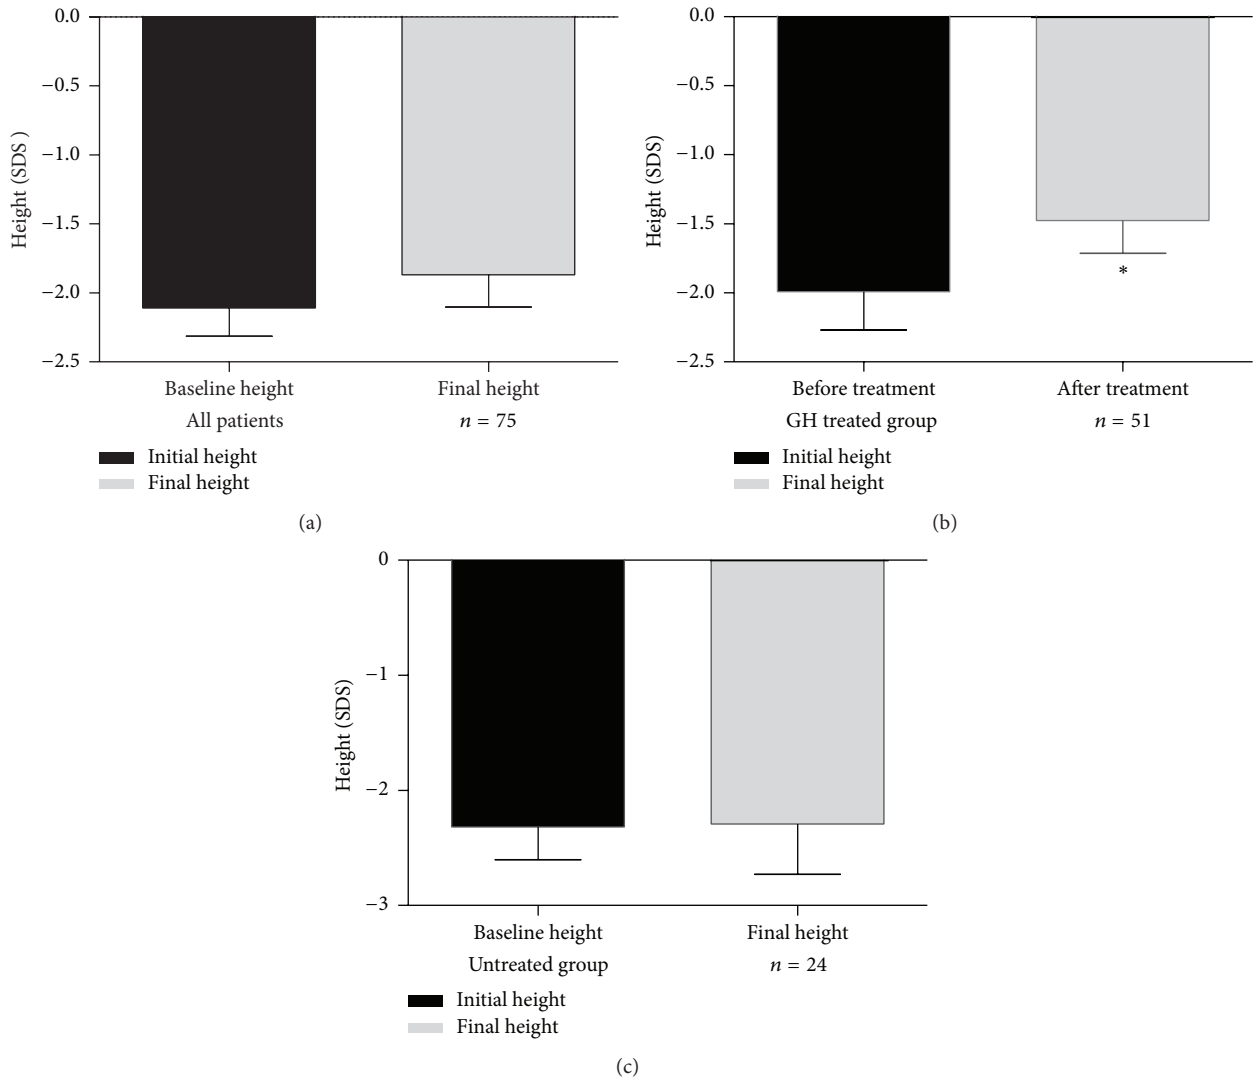 0.0
−0.5
−1.0
−1.5
−2.0
−2.5
Height (SDS )
Baseline height
Final height
All patients
n = 75
Initial height
Final height
(a)
0.0
−0.5
−1.0
−1.5
−2.0
−2.5
Height (SDS)
*
Before treatment
After treatment
GH treated group
n = 51
Initial height
Final height
(b)
0
−1
−2
−3
Height (SDS)
Baseline height
Final height
Untreated group
n = 24
Initial height
Final height
(c)